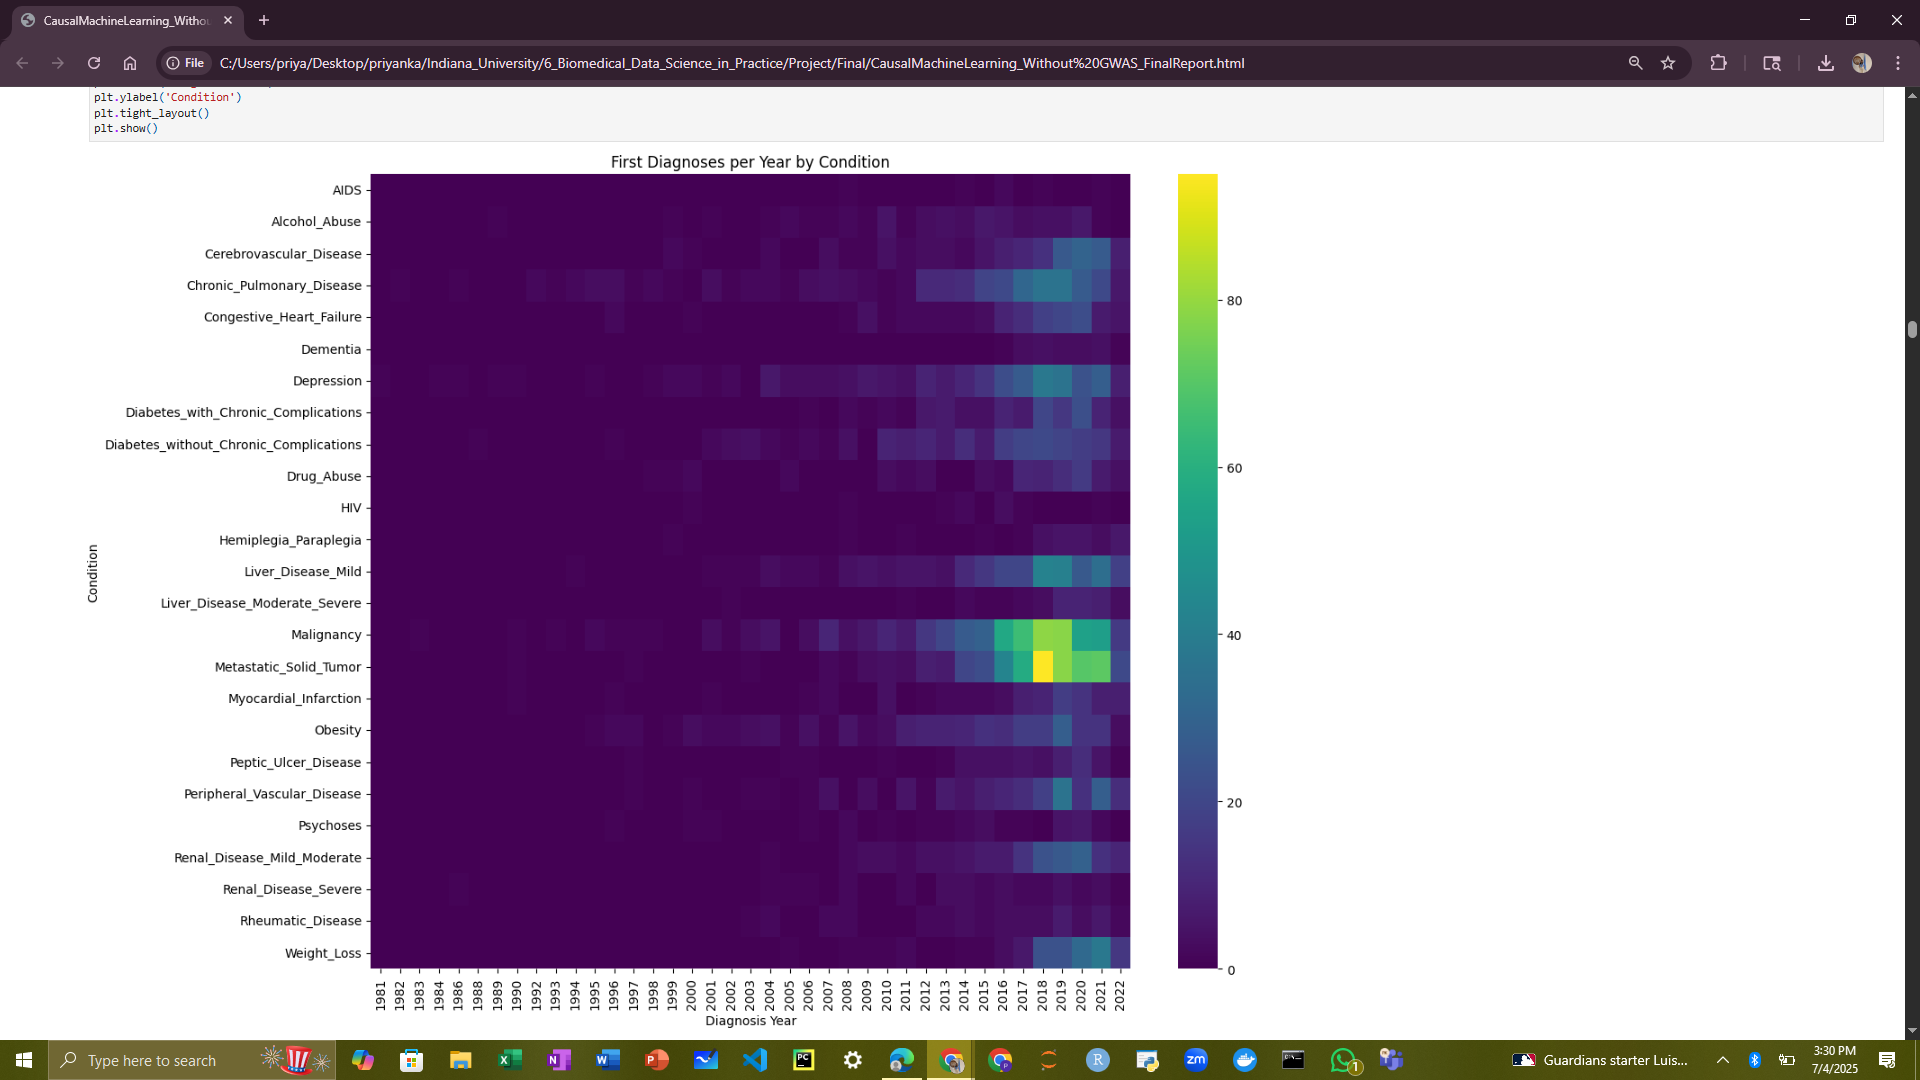 CausalMachineLearning_Witho
File
C:/Users/priya/Desktop/priyanka/Indiana_University/6_Biomedical_Data_Science_in_Practice/Project/Final/CausalMachineLearning_Without%20GWAS_FinalReport.html
plt.ylabel('Condition')
plt.tight_layout()
plt.show()
First Diagnoses per Year by Condition
AIDS
Alcohol_Abuse
Cerebrovascular_Disease
Chronic_Pulmonary_Disease
Congestive_Heart_Failure
Dementia
Depression
Diabetes_with_Chronic_Complications
Diabetes_without_Chronic_Complications
Drug_Abuse
HIV
Hemiplegia_Paraplegia
Liver_Disease_Mild
Liver_Disease_Moderate_Severe
Malignancy
Metastatic_Solid_Tumor
Myocardial_Infarction
Obesity
Peptic_Ulcer_Disease
Peripheral_Vascular_Disease
Psychoses
Renal_Disease_Mild_Moderate
Renal_Disease_Severe
Rheumatic_Disease
Weight_Loss
Condition
1981 1982 1983 1984 1986 1988 1989 1990 1992 1993 1994 1995 1996 1997 1998 1999 2000 2001 2002 2003 2004 2005 2006 2007 2008 2009 2010 2011 2012 2013 2014 2015 2016 2017 2018 2019 2020 2021 2022
Diagnosis Year
80
60
40
20
0
Type here to search
Guardians starter Luis...
3:30 PM
7/4/2025